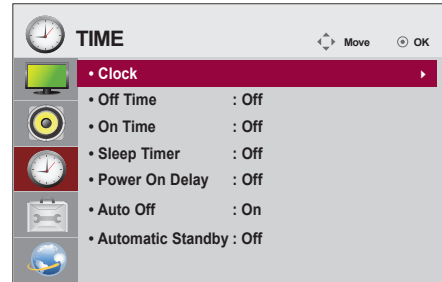 TIME Move OK
• Clock
• Off Time : Off
• On Time : Off
• Sleep Timer : Off
• Power On Delay : Off
• Auto Off : On
• Automatic Standby : Off